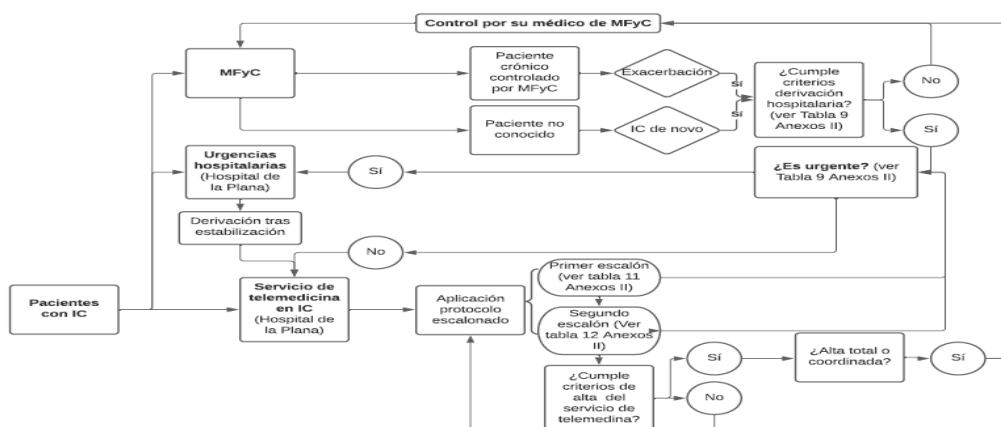 Control por su médico de MFyC
MFyC
Paciente
crónico
controlado
por MFyC
Exacerbación
Sí
¿Cumple
criterios
derivación
hospitalaria?
(ver Tabla 9
Anexos II)
No
Paciente no
conocido
IC de novo
Sí
Sí
Urgencias
hospitalarias
(Hospital de
la Plana)
Sí
¿Es urgente? (ver
Tabla 9 Anexos II)
Derivación tras
estabilización
No
Pacientes
con IC
Servicio de
telemedicina
en IC
(Hospital de
la Plana)
Aplicación
protocolo
escalonado
Primer escalón
(ver tabla 11
Anexos II)
Segundo
escalón (Ver
tabla 12 Anexos
II)
¿Cumple
criterios de
alta del
servicio de
telemedina?
Sí
No
¿Alta total o
coordinada?
Sí